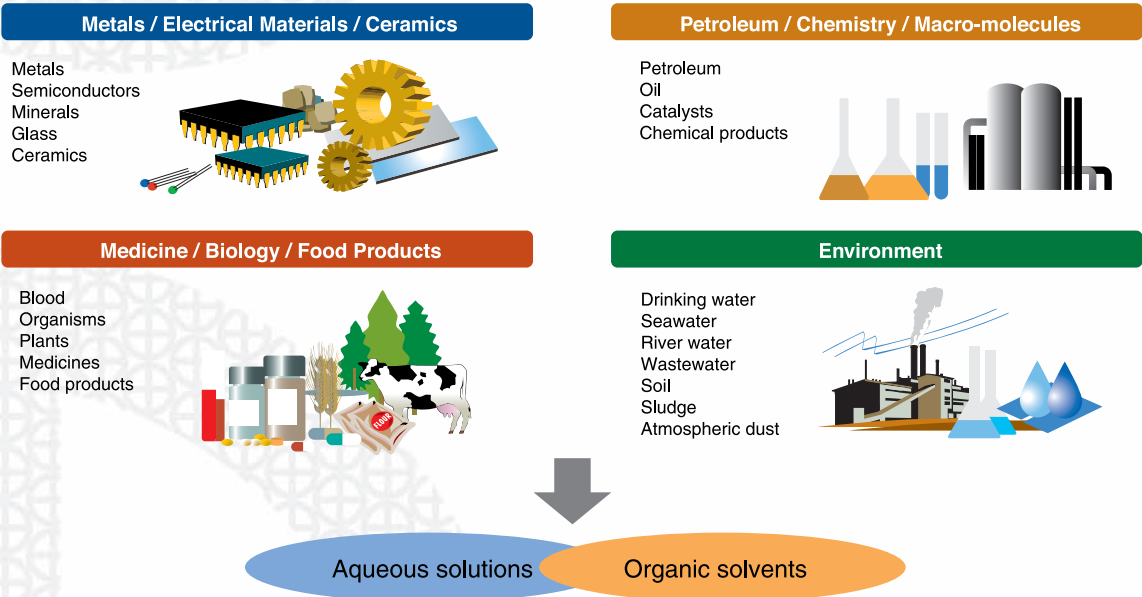 Metals / Electrical Materials / Ceramics
Metals
Semiconductors
Minerals
Glass
Ceramics
Petroleum / Chemistry / Macro-molecules
Petroleum
Oil
Catalysts
Chemical products
Medicine / Biology / Food Products
Blood
Organisms
Plants
Medicines
Food products
FLOUR
Environment
Drinking water
Seawater
River water
Wastewater
Soil
Sludge
Atmospheric dust
Aqueous solutions
Organic solvents